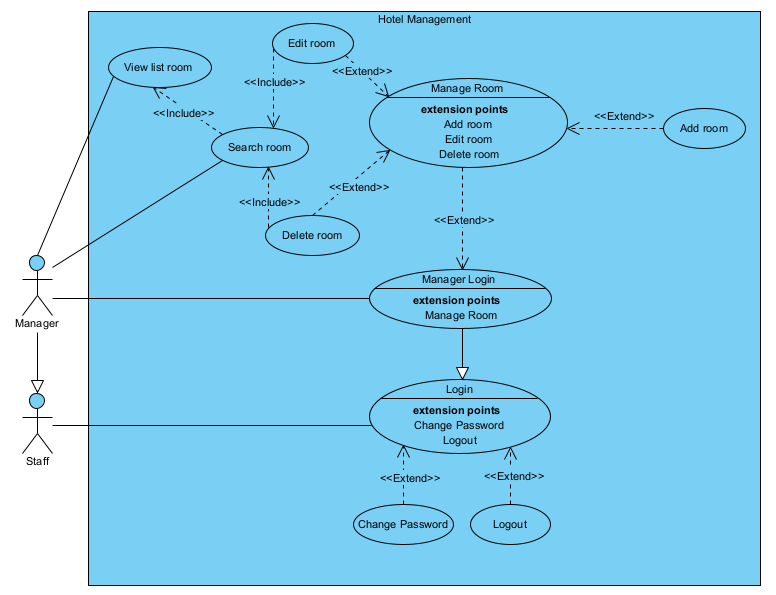 Hotel Management
Edit room
View list room
<<Extend>>
<<Include>>
Manage Room
extension points
Add room
Edit room
Delete room
<<Include>>
<<Extend>>
Add room
Search room
<<Extend>>
<<Include>>
<<Extend>>
Delete room
Manager Login
extension points
Manage Room
Manager
Login
extension points
Change Password
Logout
Staff
<<Extend>>
<<Extend>>
Change Password
Logout